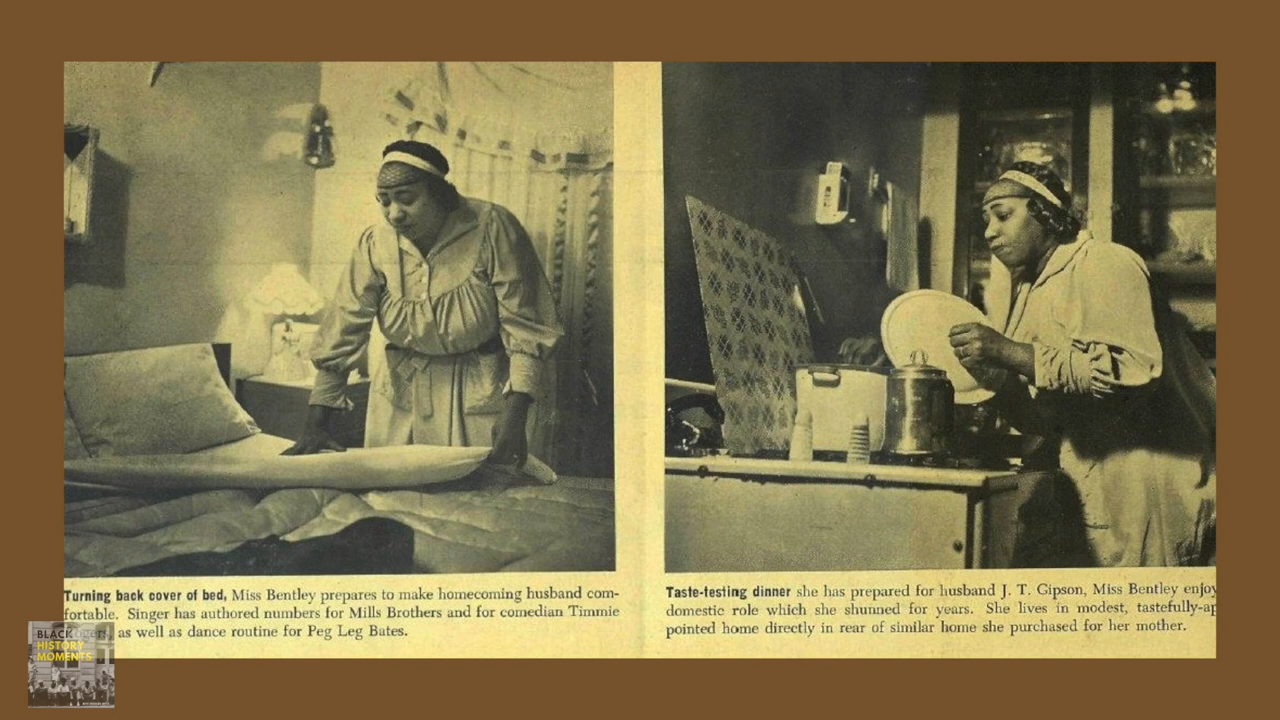 Turning back cover of bed, Miss Bentley prepares to make homecoming husband com-
fortable. Singer has authored numbers for Mills Brothers and for comedian Timmie
as well as dance routine for Peg Leg Bates.
Taste-testing dinner she has prepared for husband J. T. Gipson, Miss Bentley enjoy
domestic role which she shunned for years. She lives in modest, tastefully-ap
pointed home directly in rear of similar home she purchased for her mother.
BLACK
HISTORY
MOMENTS